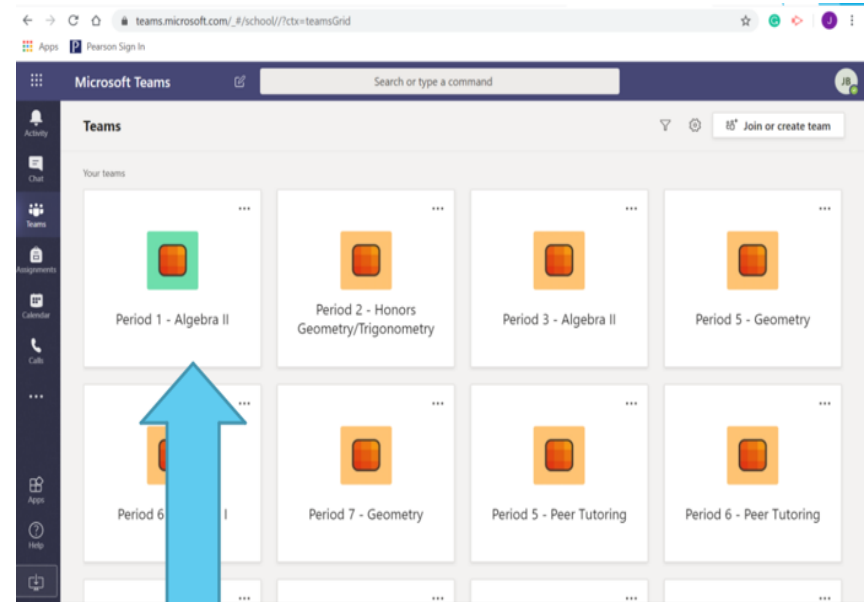 teams.microsoft.com/_#/school//?ctx=teamsGrid
J
Apps
P Pearson Sign In
Microsoft Teams
Search or type a command
JB
Activity
Teams
Join or create team
Chat
Your teams
Teams
Assignments
Calendar
Calls
Period 1 - Algebra II
Period 2 - Honors
Geometry/Trigonometry
Period 3 - Algebra II
Period 5 - Geometry
Period 6
I
Period 7 - Geometry
Period 5 - Peer Tutoring
Period 6 - Peer Tutoring
Apps
Help